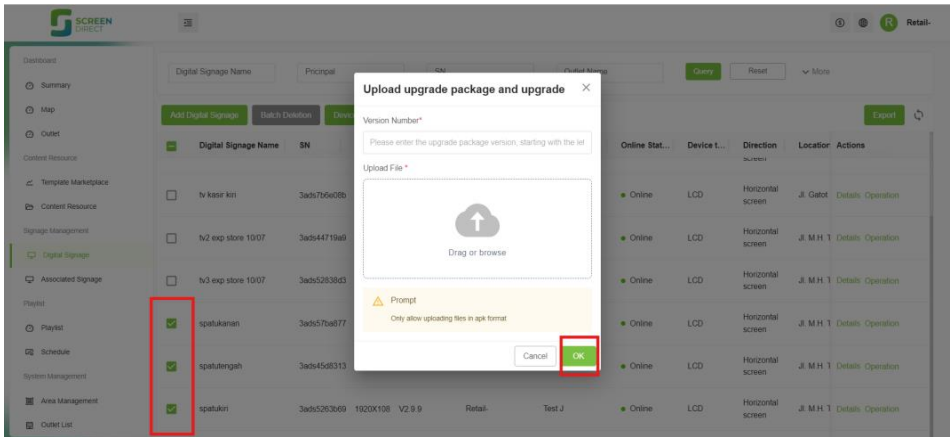 SCREEN
DIRECT
Retail-
Dashboard
Summary
Map
Outlet
Content Resource
Template Marketplace
Content Resource
Signage Management
Digital Signage
Associated Signage
Playlist
Playlist
Schedule
System Management
Area Management
Outlet List
Digital Signage Name
Pricinpal
SN
Outlet Name
Query
Reset
More
Add Digital Signage
Batch Deletion
Export
Digital Signage Name SN Online Stat... Device t... Direction Location Actions
screen
tv kasir kiri 3ads7b6e08b Online LCD Horizontal screen Jl. Gatot Details Operation
tv2 exp store 10/07 3ads44719a9 Online LCD Horizontal screen Jl. M.H. T Details Operation
tv3 exp store 10/07 3ads52838d3 Online LCD Horizontal screen Jl. M.H. T Details Operation
spatukanan 3ads57ba877 Online LCD Horizontal screen Jl. M.H. T Details Operation
spatutengah 3ads45d8313 Online LCD Horizontal screen Jl. M.H. T Details Operation
spatukiri 3ads5263b69 1920X108 V2.9.9 Retail- Test J Online LCD Horizontal screen Jl. M.H. T Details Operation
Upload upgrade package and upgrade
Version Number*
Please enter the upgrade package version, starting with the let
Upload File *
Drag or browse
Prompt
Only allow uploading files in apk format
Cancel
OK